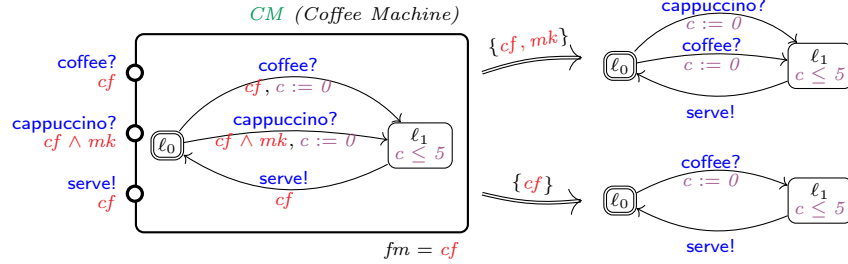 CM (Coffee Machine)
coffee?
cf
cappuccino?
cf ∧ mk
serve!
cf
ℓ0
coffee?
cf, c := 0
cappuccino?
cf ∧ mk, c := 0
serve!
cf
ℓ1
c ≤ 5
fm = cf
{cf, mk}
ℓ0
cappuccino?
c := 0
coffee?
c := 0
serve!
ℓ1
c ≤ 5
{cf}
ℓ0
coffee?
c := 0
serve!
ℓ1
c ≤ 5